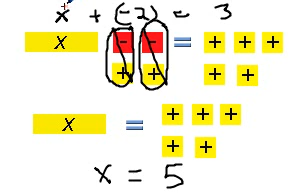 x + (-2) = 3
x - - = + + +
+ + + +
x = + + +
+ +
x = 5